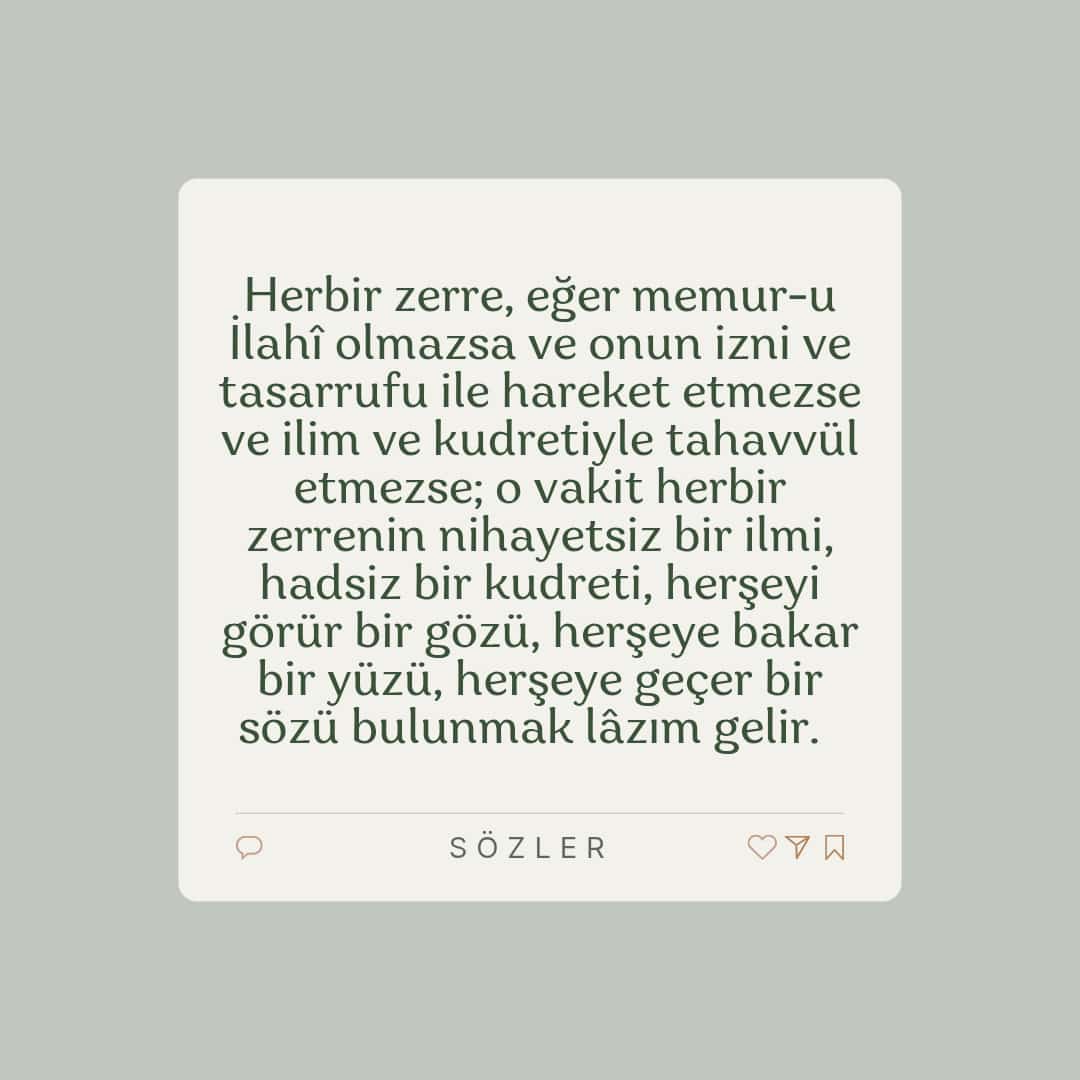 Herbir zerre, eğer memur-u
İlahî olmazsa ve onun izni ve
tasarrufu ile hareket etmezse
ve ilim ve kudretiyle tahavvül
etmezse; o vakit herbir
zerrenin nihayetsiz bir ilmi,
hadsiz bir kudreti, herşeyi
görür bir gözü, herşeye bakar
bir yüzü, herşeye geçer bir
sözü bulunmak lâzım gelir.
SÖZLER